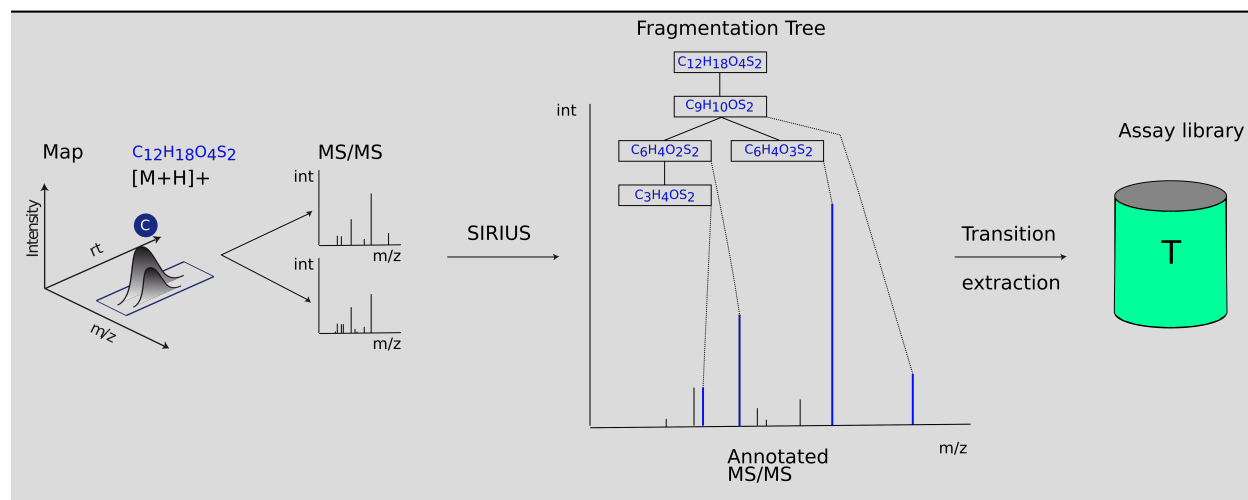 Fragmentation Tree
C12H18O4S2
C9H10OS2
C6H4O2S2
C6H4O3S2
C3H4OS2
int
Map
C12H18O4S2
[M+H]+
MS/MS
int
m/z
int
m/z
Intensity
rt
C
m/z
SIRIUS
m/z
Annotated
MS/MS
Transition
extraction
Assay library
T